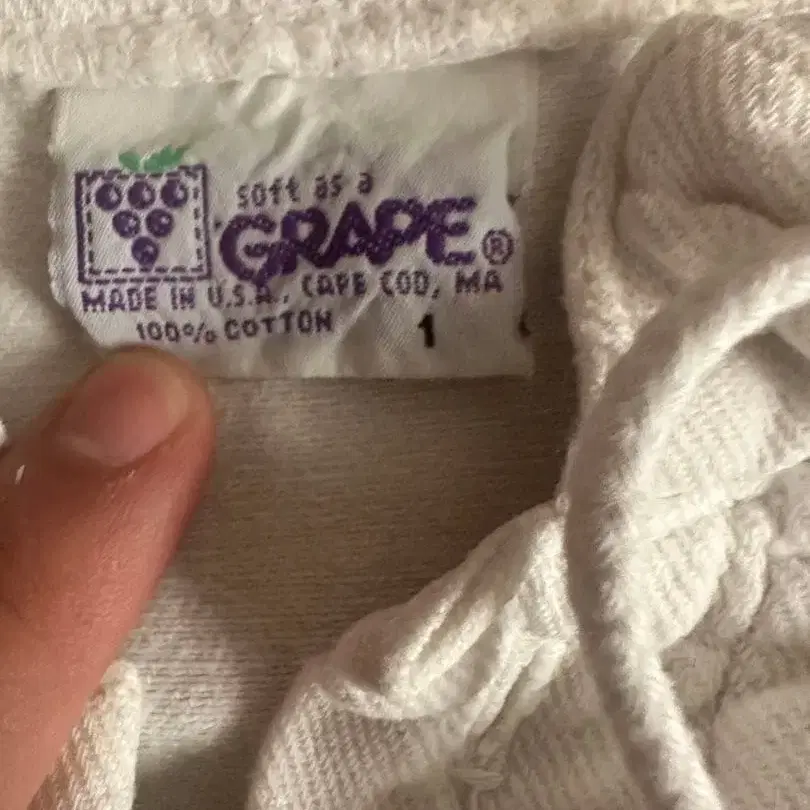 soft as a
GRAPE®
MADE IN U.S.A., CAPE COD, MA
100% COTTON 1